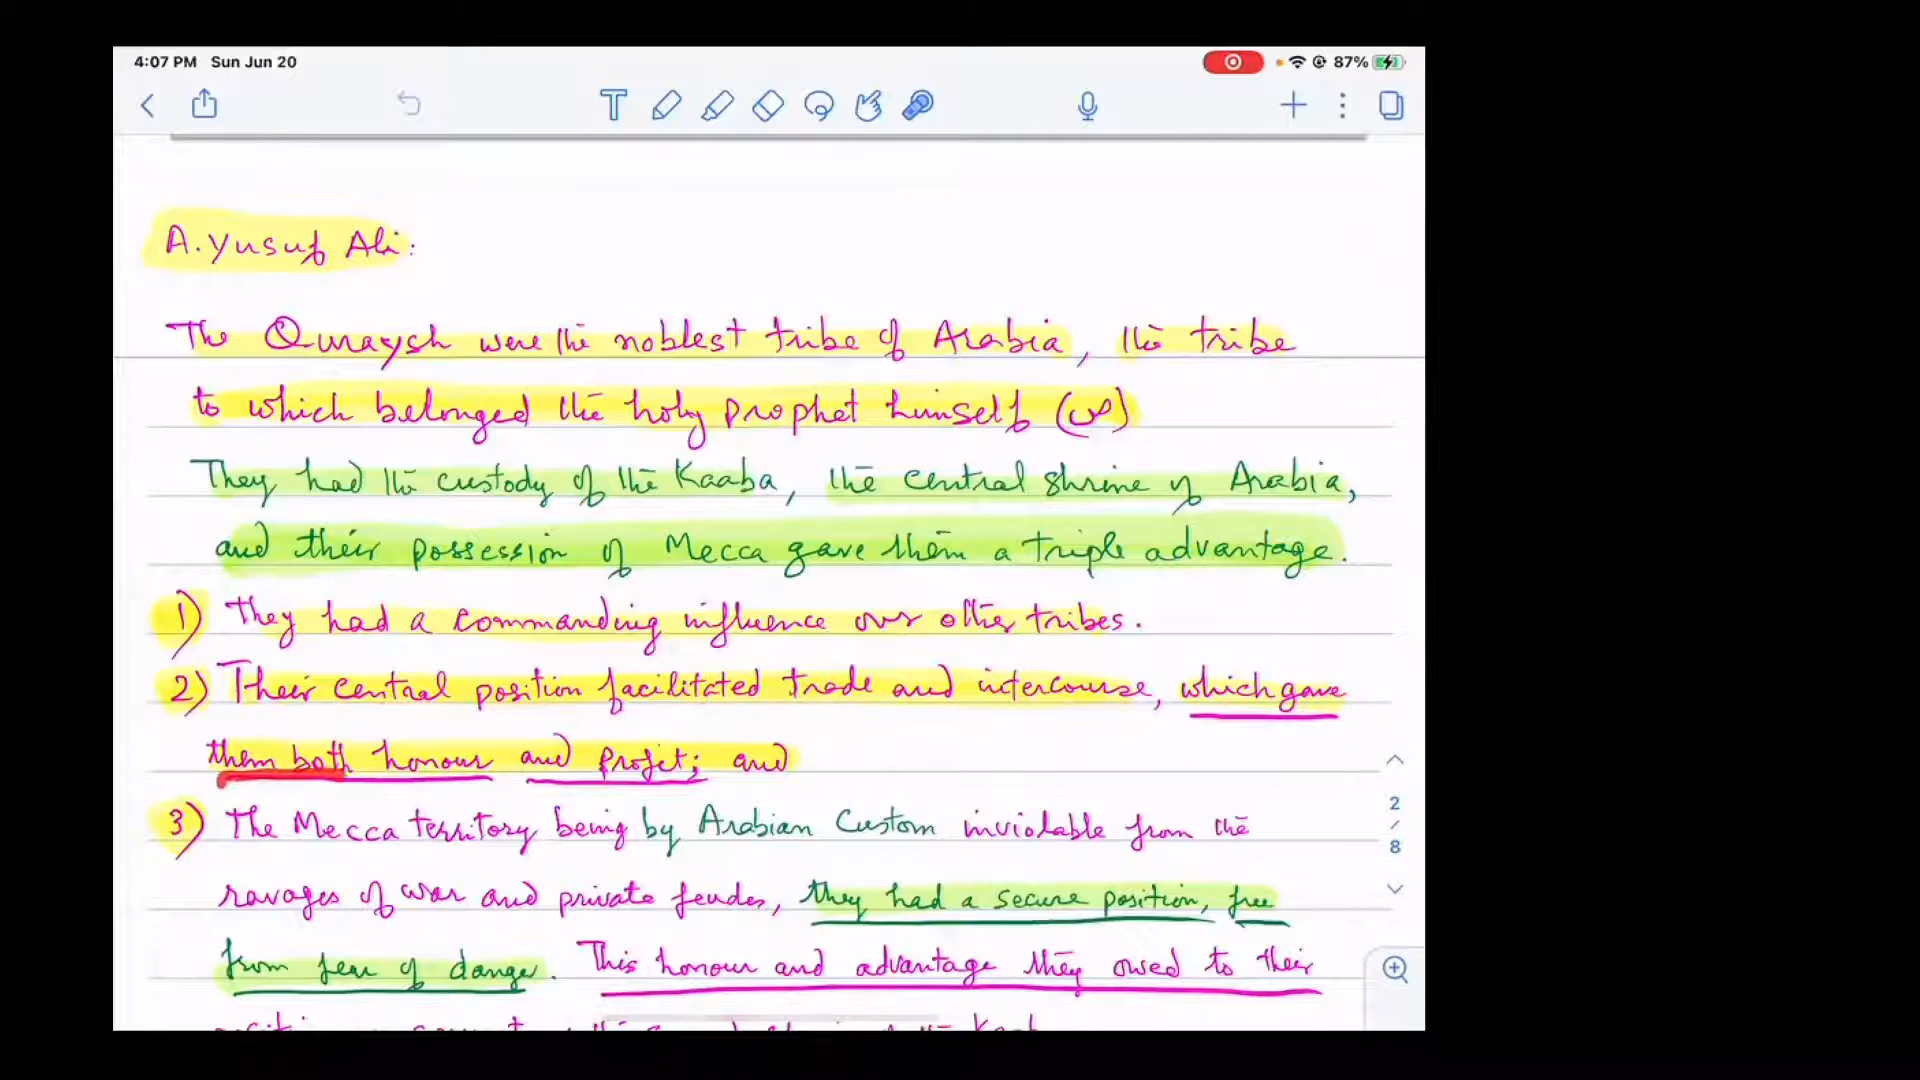 4:07 PM Sun Jun 20
87%
A. Yusuf Ali:
The Quraysh were the noblest tribe of Arabia, the tribe
to which belonged the holy prophet himself (ص)
They had the custody of the Kaaba, the central shrine of Arabia,
and their possession of Mecca gave them a triple advantage.
1) They had a commanding influence over other tribes.
2) Their central position facilitated trade and intercourse, which gave
them both honour and profit; and
3) The Mecca territory being by Arabian Custom inviolable from the
ravages of war and private feuds, they had a secure position, free
from fear of danger. This honour and advantage they owed to their
2
/
8